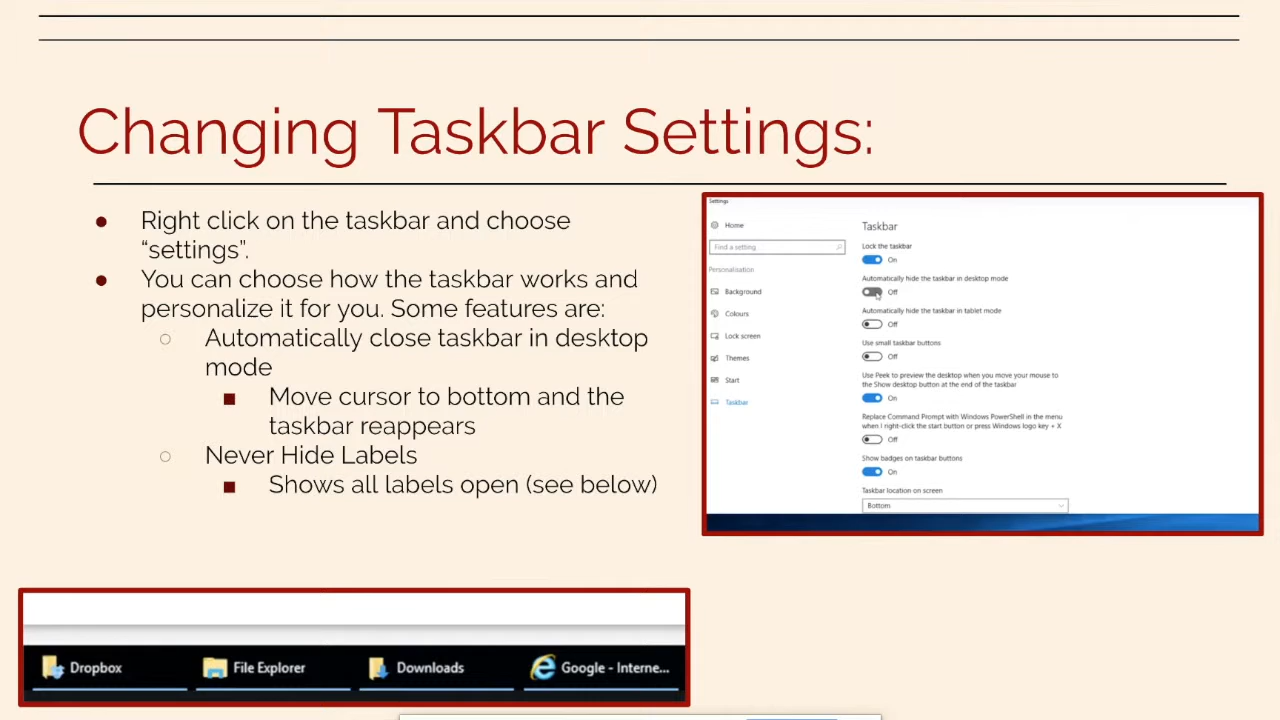 Changing Taskbar Settings:
● Right click on the taskbar and choose
“settings”.
● You can choose how the taskbar works and
personalize it for you. Some features are:
○ Automatically close taskbar in desktop
mode
■ Move cursor to bottom and the
taskbar reappears
○ Never Hide Labels
■ Shows all labels open (see below)
Settings
Home
Find a setting
Personalisation
Background
Colours
Lock screen
Themes
Start
Taskbar
Taskbar
Lock the taskbar
On
Automatically hide the taskbar in desktop mode
Off
Automatically hide the taskbar in tablet mode
Off
Use small taskbar buttons
Off
Use Peek to preview the desktop when you move your mouse to
the Show desktop button at the end of the taskbar
On
Replace Command Prompt with Windows PowerShell in the menu
when I right-click the start button or press Windows logo key + X
Off
Show badges on taskbar buttons
On
Taskbar location on screen
Bottom
Dropbox File Explorer Downloads Google - Interne...